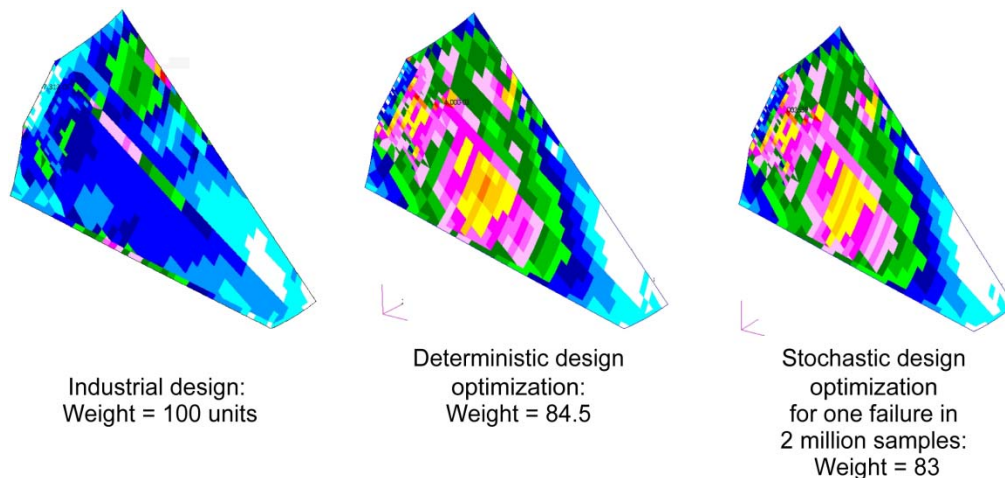 Industrial design:
Weight = 100 units
Deterministic design
optimization:
Weight = 84.5
Stochastic design
optimization
for one failure in
2 million samples:
Weight = 83